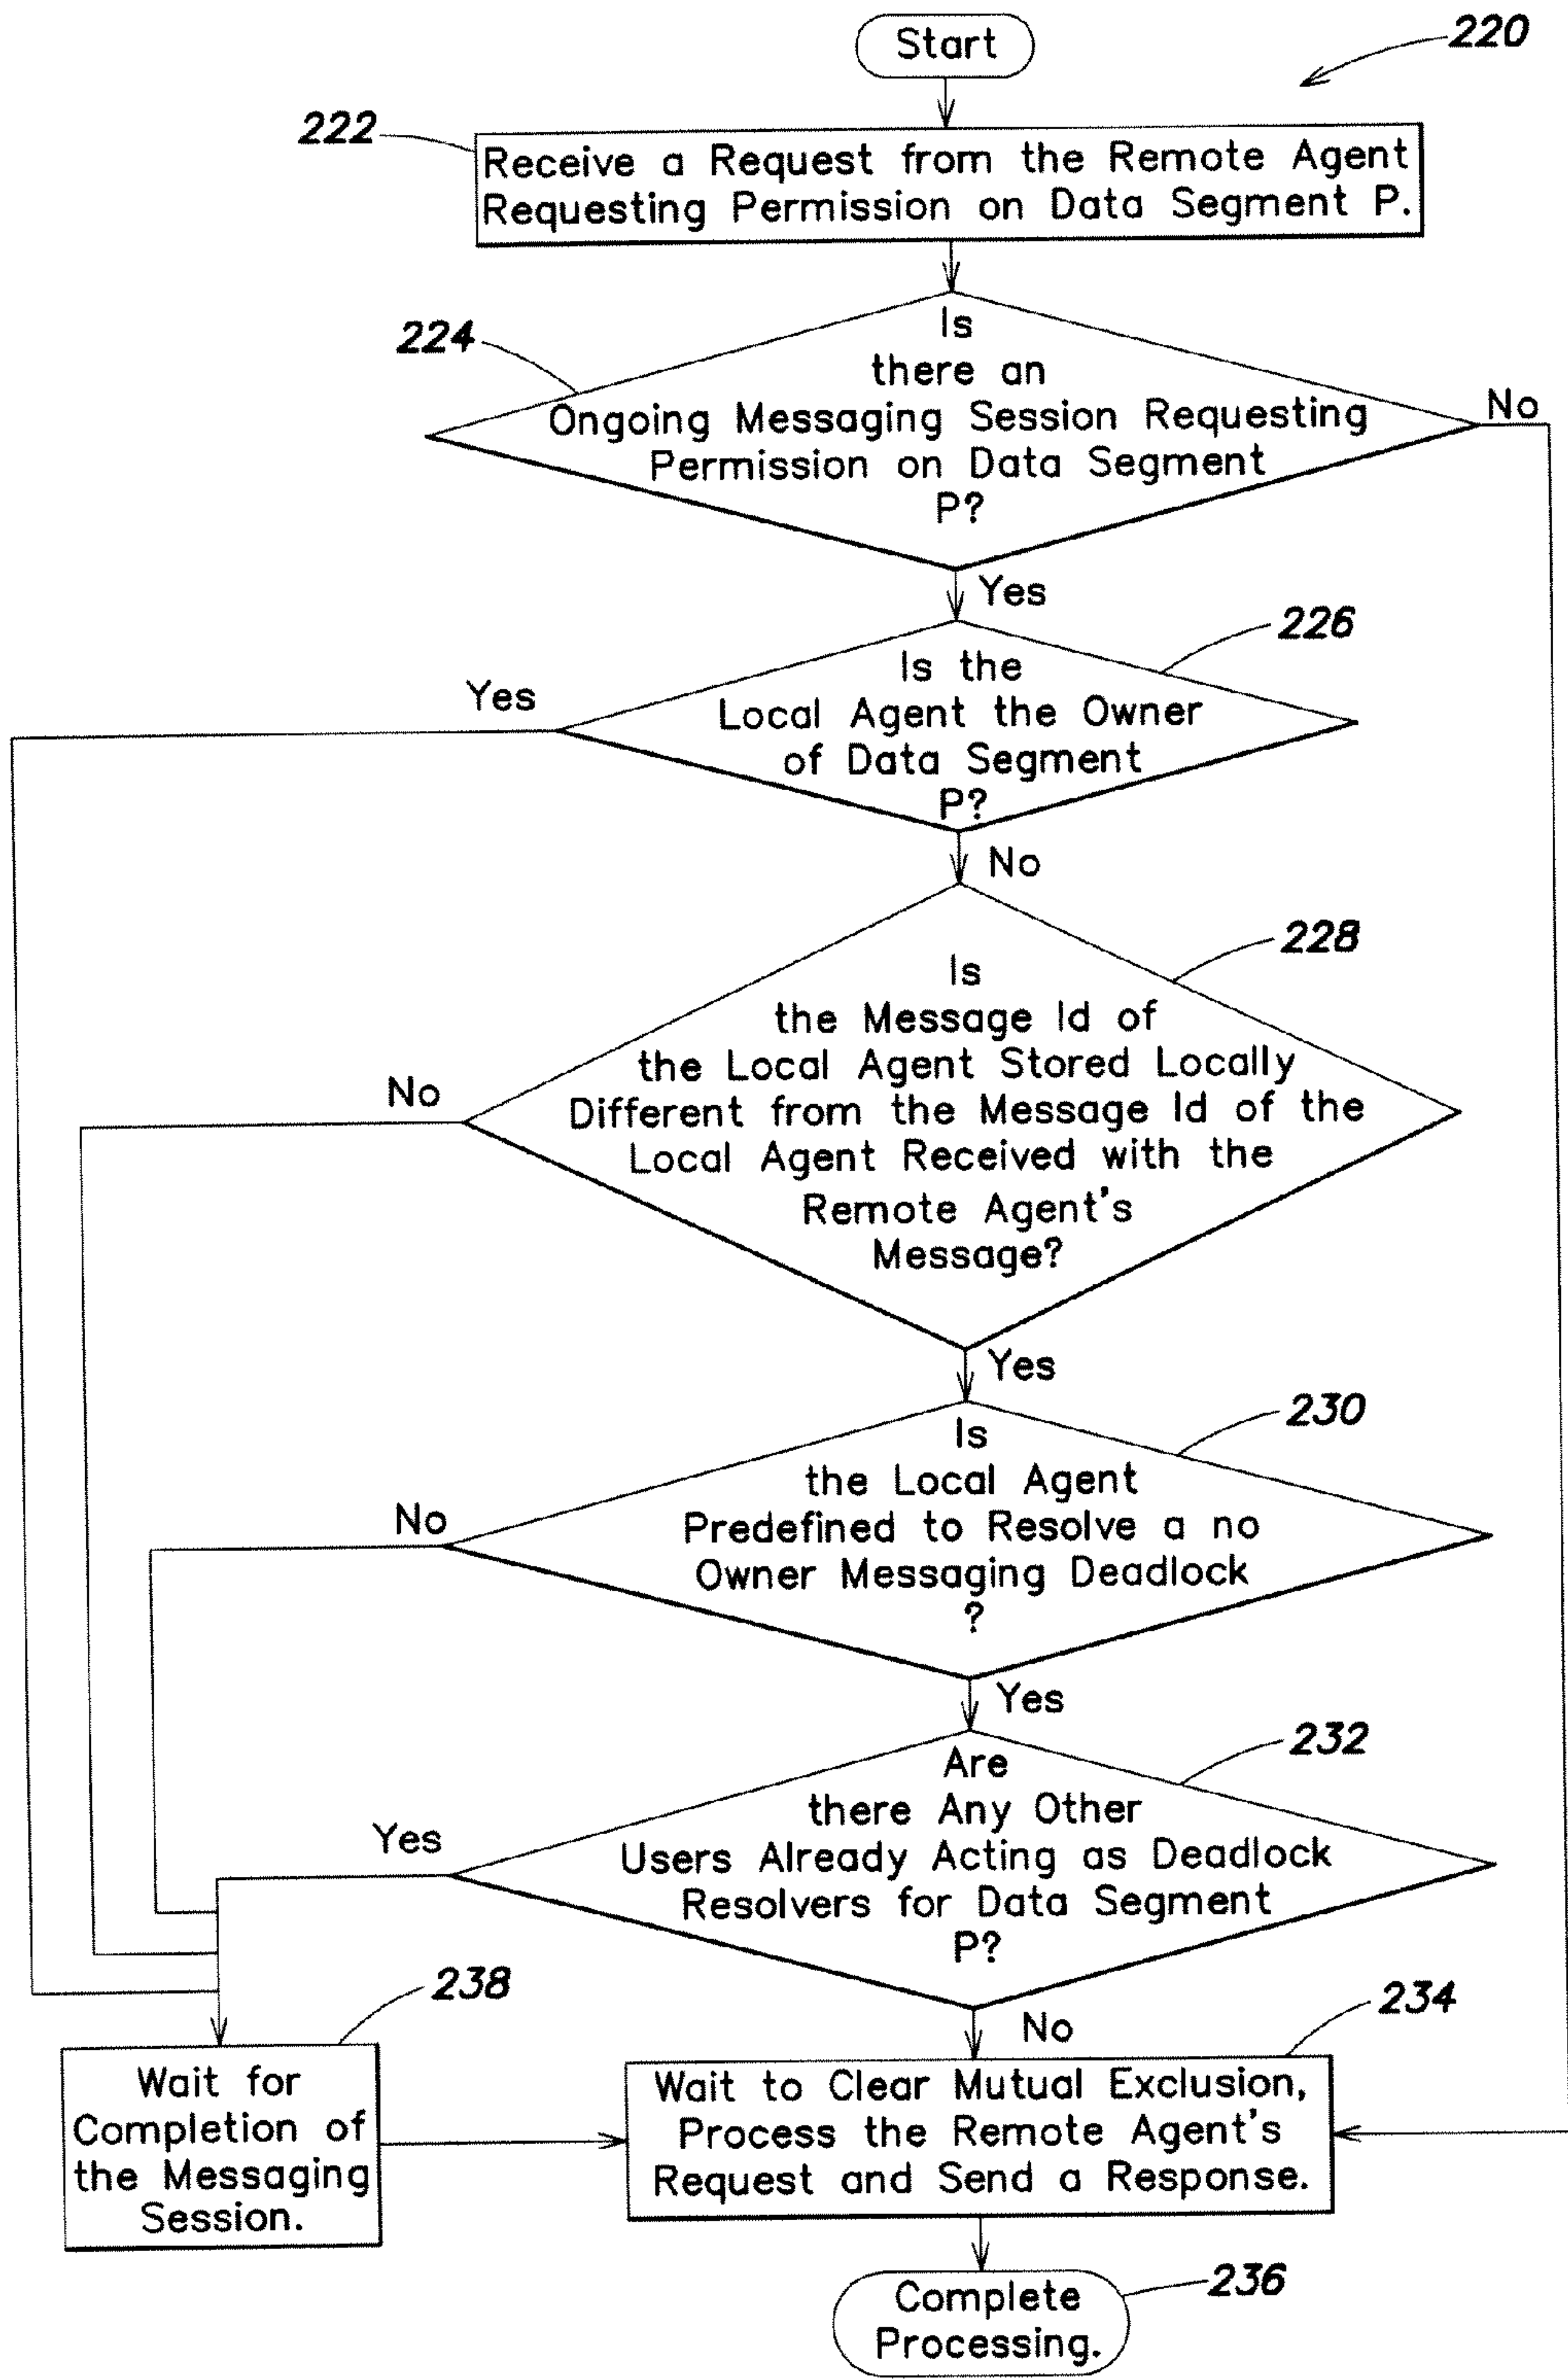 Start
220
222
Receive a Request from the Remote Agent
Requesting Permission on Data Segment P.
224
Is
there an
Ongoing Messaging Session Requesting
Permission on Data Segment
P?
No
Yes
226
Is the
Local Agent the Owner
of Data Segment
P?
Yes
No
228
Is
the Message Id of
the Local Agent Stored Locally
Different from the Message Id of the
Local Agent Received with the
Remote Agent's
Message?
No
Yes
230
Is
the Local Agent
Predefined to Resolve a no
Owner Messaging Deadlock
?
No
Yes
232
Are
there Any Other
Users Already Acting as Deadlock
Resolvers for Data Segment
P?
Yes
No
238
Wait for
Completion of
the Messaging
Session.
234
Wait to Clear Mutual Exclusion,
Process the Remote Agent's
Request and Send a Response.
236
Complete
Processing.